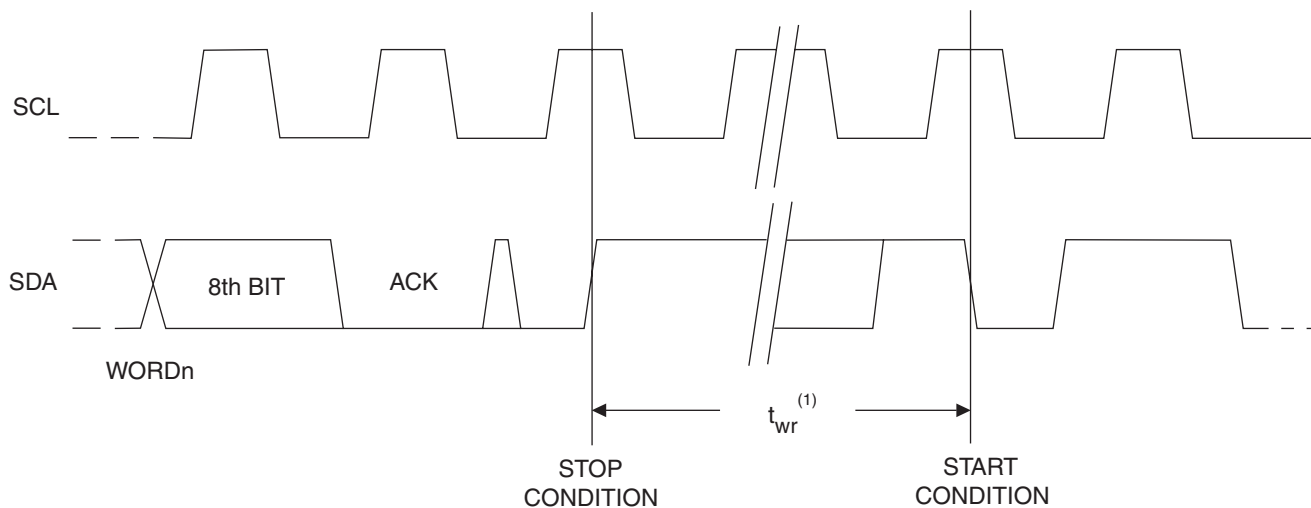 SCL
SDA
8th BIT
ACK
WORDn
twr(1)
STOP
CONDITION
START
CONDITION